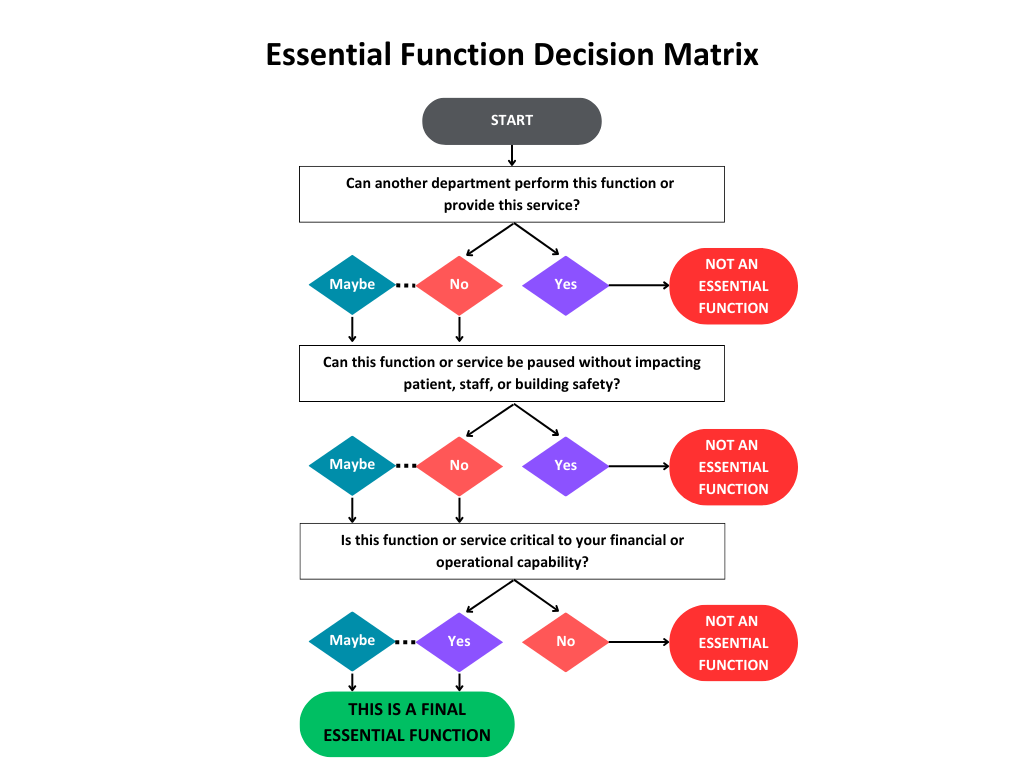 Essential Function Decision Matrix
START
Can another department perform this function or
provide this service?
Maybe
No
Yes
NOT AN
ESSENTIAL
FUNCTION
Can this function or service be paused without impacting
patient, staff, or building safety?
Maybe
No
Yes
NOT AN
ESSENTIAL
FUNCTION
Is this function or service critical to your financial or
operational capability?
Maybe
Yes
No
NOT AN
ESSENTIAL
FUNCTION
THIS IS A FINAL
ESSENTIAL FUNCTION